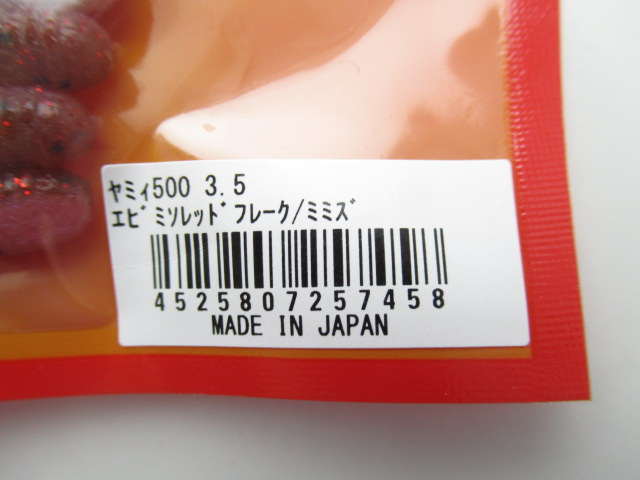 ﾔﾐｨ500 3.5
ｴﾋﾞﾐｿﾚｯﾄﾞﾌﾚｰｸ/ﾐﾐｽﾞ
4525807257458
MADE IN JAPAN